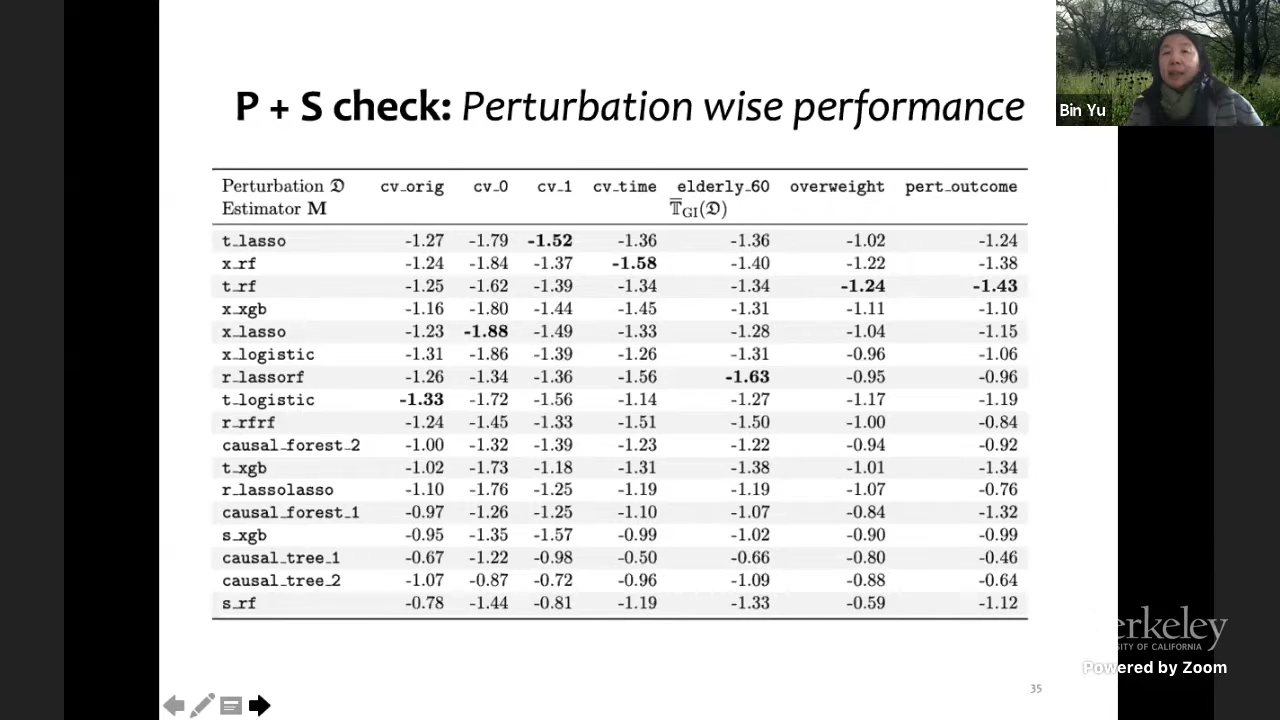 P + S check: Perturbation wise performance
Bin Yu
Perturbation 𝔇 cv_orig cv_0 cv_1 cv_time elderly_60 overweight pert_outcome
Estimator M T̅GI(𝔇)
t_lasso -1.27 -1.79 -1.52 -1.36 -1.36 -1.02 -1.24
x_rf -1.24 -1.84 -1.37 -1.58 -1.40 -1.22 -1.38
t_rf -1.25 -1.62 -1.39 -1.34 -1.34 -1.24 -1.43
x_xgb -1.16 -1.80 -1.44 -1.45 -1.31 -1.11 -1.10
x_lasso -1.23 -1.88 -1.49 -1.33 -1.28 -1.04 -1.15
x_logistic -1.31 -1.86 -1.39 -1.26 -1.31 -0.96 -1.06
r_lassorf -1.26 -1.34 -1.36 -1.56 -1.63 -0.95 -0.96
t_logistic -1.33 -1.72 -1.56 -1.14 -1.27 -1.17 -1.19
r_rfrf -1.24 -1.45 -1.33 -1.51 -1.50 -1.00 -0.84
causal_forest_2 -1.00 -1.32 -1.39 -1.23 -1.22 -0.94 -0.92
t_xgb -1.02 -1.73 -1.18 -1.31 -1.38 -1.01 -1.34
r_lassolasso -1.10 -1.76 -1.25 -1.19 -1.19 -1.07 -0.76
causal_forest_1 -0.97 -1.26 -1.25 -1.10 -1.07 -0.84 -1.32
s_xgb -0.95 -1.35 -1.57 -0.99 -1.02 -0.90 -0.99
causal_tree_1 -0.67 -1.22 -0.98 -0.50 -0.66 -0.80 -0.46
causal_tree_2 -1.07 -0.87 -0.72 -0.96 -1.09 -0.88 -0.64
s_rf -0.78 -1.44 -0.81 -1.19 -1.33 -0.59 -1.12
erkeley
SITY OF CALIFORNIA
Powered by Zoom
35